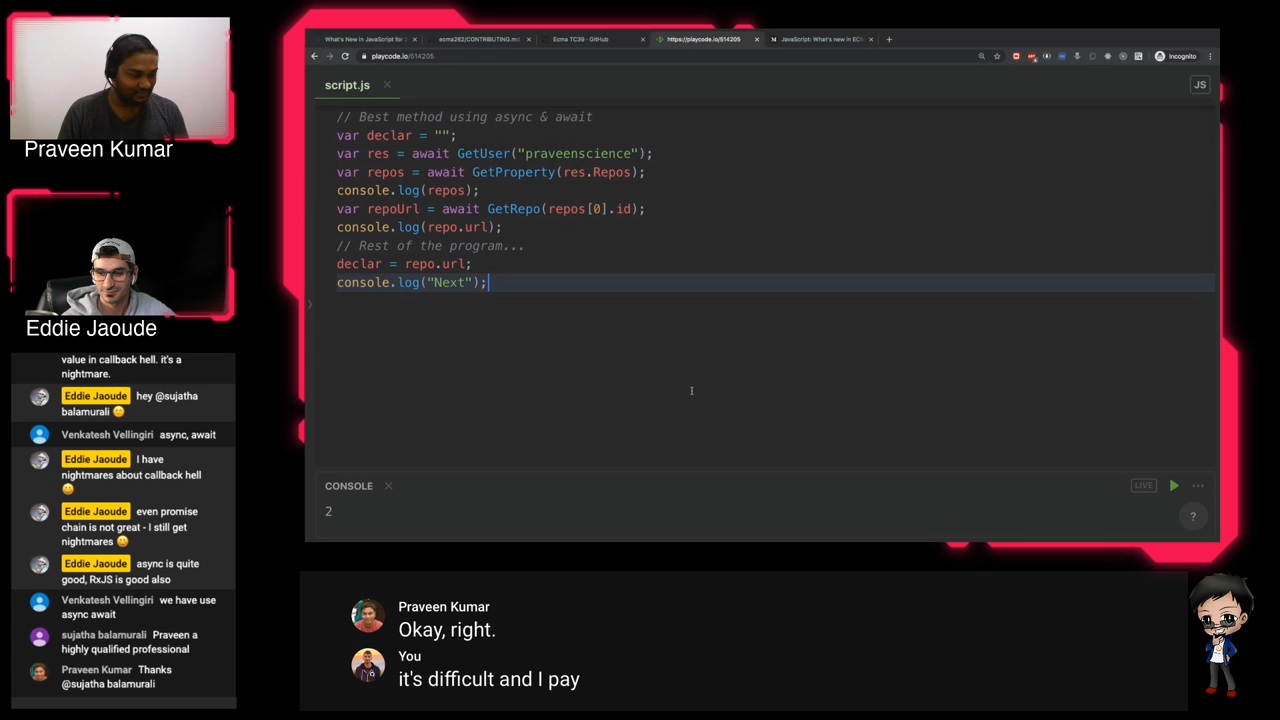 Praveen Kumar
Eddie Jaoude
value in callback hell. it's a
nightmare.
Eddie Jaoude hey @sujatha
balamurali 😊
Venkatesh Vellingiri async, await
Eddie Jaoude I have
nightmares about callback hell
😄
Eddie Jaoude even promise
chain is not great - I still get
nightmares 😄
Eddie Jaoude async is quite
good, RxJS is good also
Venkatesh Vellingiri we have use
async await
sujatha balamurali Praveen a
highly qualified professional
Praveen Kumar Thanks
@sujatha balamurali
What's New in JavaScript for
ecma262/CONTRIBUTING.md
Ecma TC39 · GitHub
https://playcode.io/614205
JavaScript: What's new in ECM
playcode.io/614205
Incognito
script.js
JS
// Best method using async & await
var declar = "";
var res = await GetUser("praveenscience");
var repos = await GetProperty(res.Repos);
console.log(repos);
var repoUrl = await GetRepo(repos[0].id);
console.log(repo.url);
// Rest of the program...
declar = repo.url;
console.log("Next");
CONSOLE
LIVE
2
?
Praveen Kumar
Okay, right.
You
it's difficult and I pay